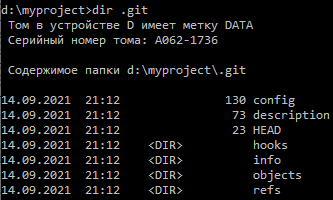 d:\myproject>dir .git
Том в устройстве D имеет метку DATA
Серийный номер тома: A062-1736
Содержимое папки d:\myproject\.git
14.09.2021 21:12 130 config
14.09.2021 21:12 73 description
14.09.2021 21:12 23 HEAD
14.09.2021 21:12 <DIR> hooks
14.09.2021 21:12 <DIR> info
14.09.2021 21:12 <DIR> objects
14.09.2021 21:12 <DIR> refs